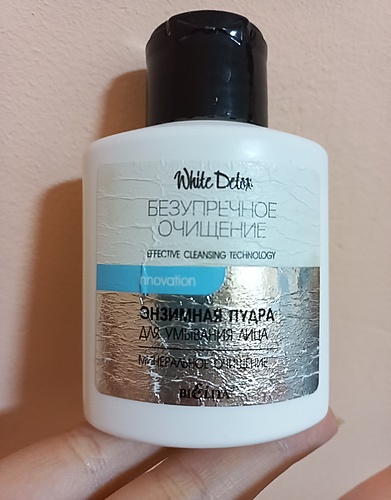 White Detox
БЕЗУПРЕЧНОЕ
ОЧИЩЕНИЕ
EFFECTIVE CLEANSING TECHNOLOGY
innovation
ЭНЗИМНАЯ ПУДРА
ДЛЯ УМЫВАНИЯ ЛИЦА
МИНЕРАЛЬНОЕ ОЧИЩЕНИЕ
BIELITA